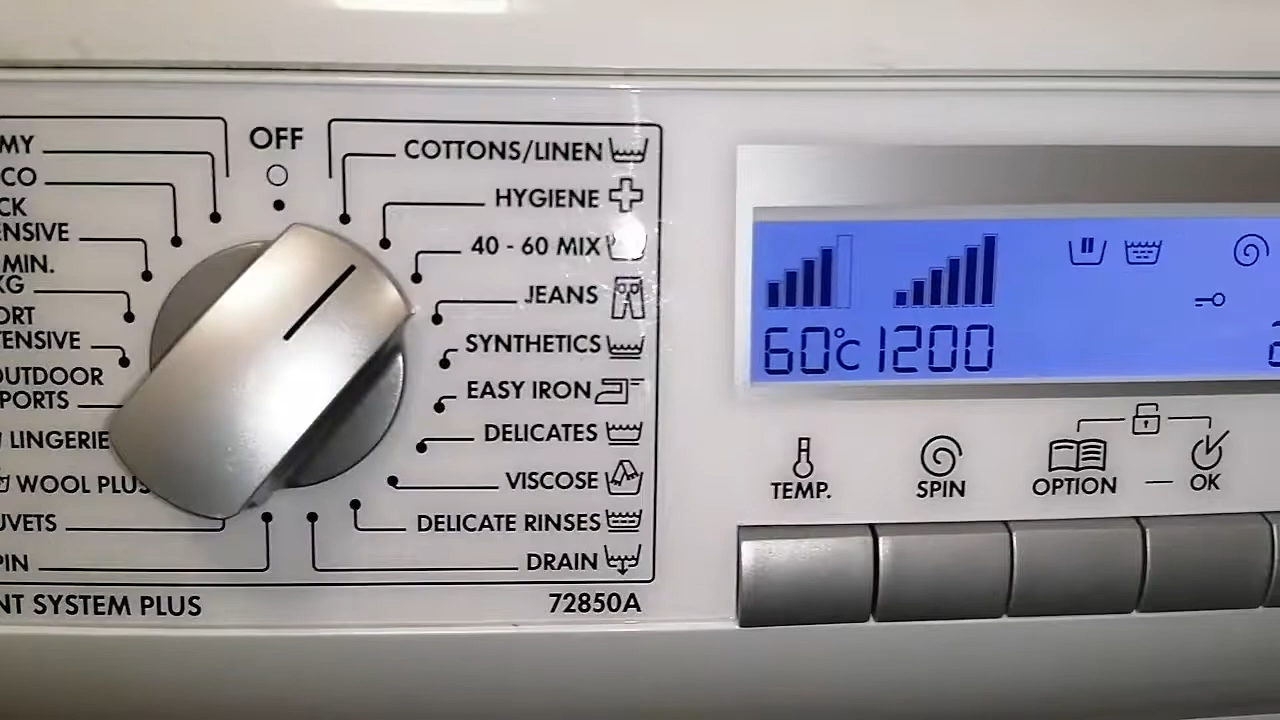 OFF
MY
CO
CK
ENSIVE
MIN.
KG
ORT
TENSIVE
OUTDOOR
PORTS
LINGERIE
WOOL PLUS
UVETS
PIN
NT SYSTEM PLUS
COTTONS/LINEN
HYGIENE
40 - 60 MIX
JEANS
SYNTHETICS
EASY IRON
DELICATES
VISCOSE
DELICATE RINSES
DRAIN
72850A
60°C 1200
TEMP. SPIN OPTION — OK